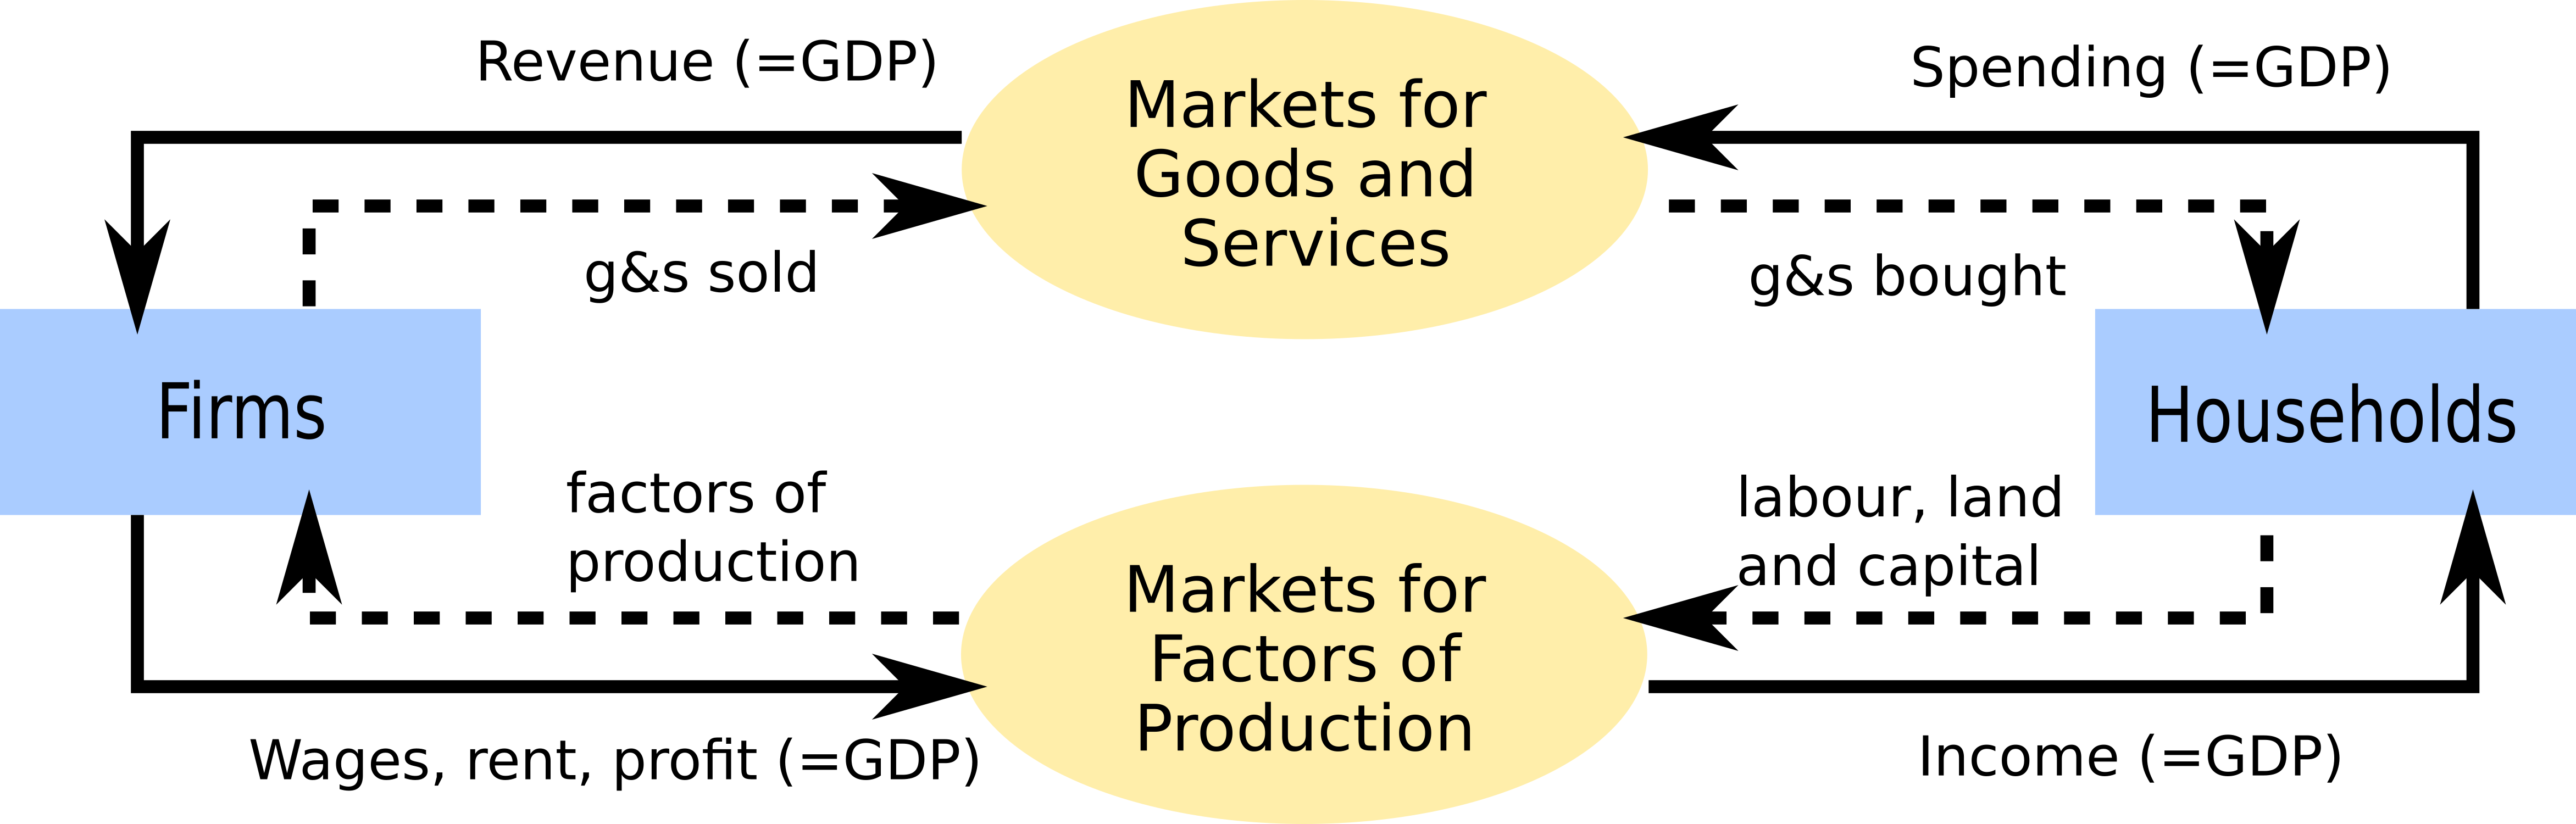 Revenue (=GDP)
Spending (=GDP)
Markets for
Goods and
Services
g&s sold
g&s bought
Firms
Households
factors of
production
labour, land
and capital
Markets for
Factors of
Production
Wages, rent, profit (=GDP)
Income (=GDP)